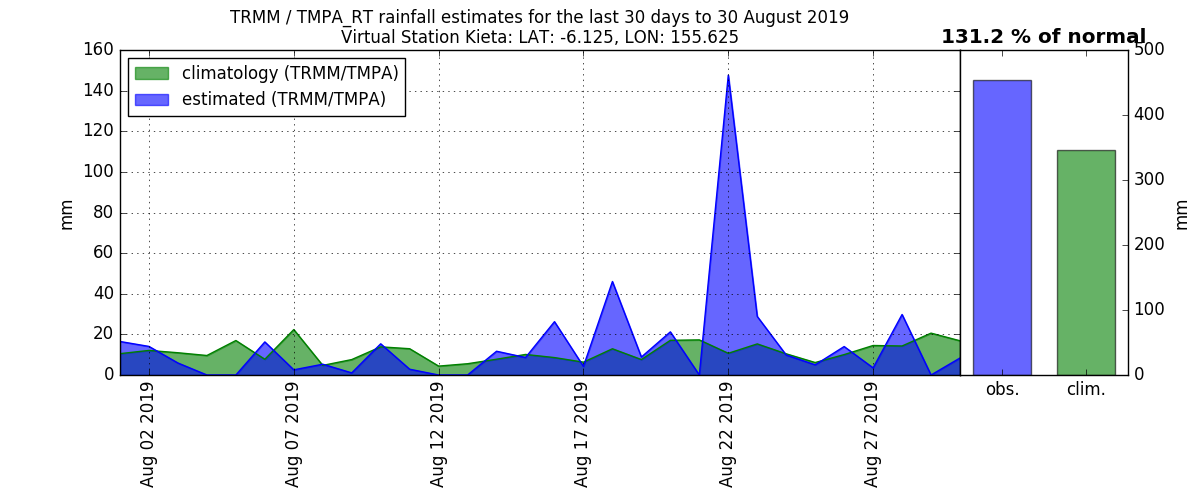 TRMM / TMPA_RT rainfall estimates for the last 30 days to 30 August 2019
Virtual Station Kieta: LAT: -6.125, LON: 155.625
131.2 % of normal
climatology (TRMM/TMPA)
estimated (TRMM/TMPA)
mm
160
140
120
100
80
60
40
20
0
Aug 02 2019
Aug 07 2019
Aug 12 2019
Aug 17 2019
Aug 22 2019
Aug 27 2019
obs.
clim.
500
400
300
200
100
0
mm